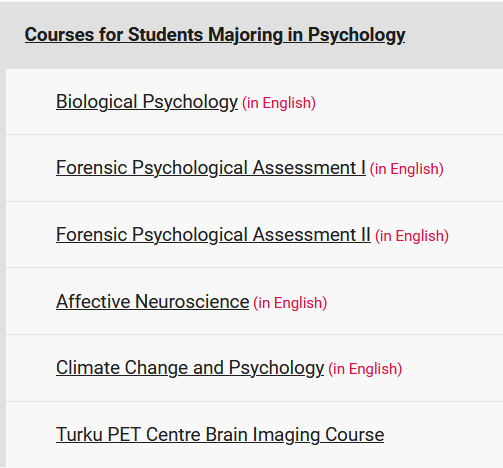 Courses for Students Majoring in Psychology
Biological Psychology (in English)
Forensic Psychological Assessment I (in English)
Forensic Psychological Assessment II (in English)
Affective Neuroscience (in English)
Climate Change and Psychology (in English)
Turku PET Centre Brain Imaging Course